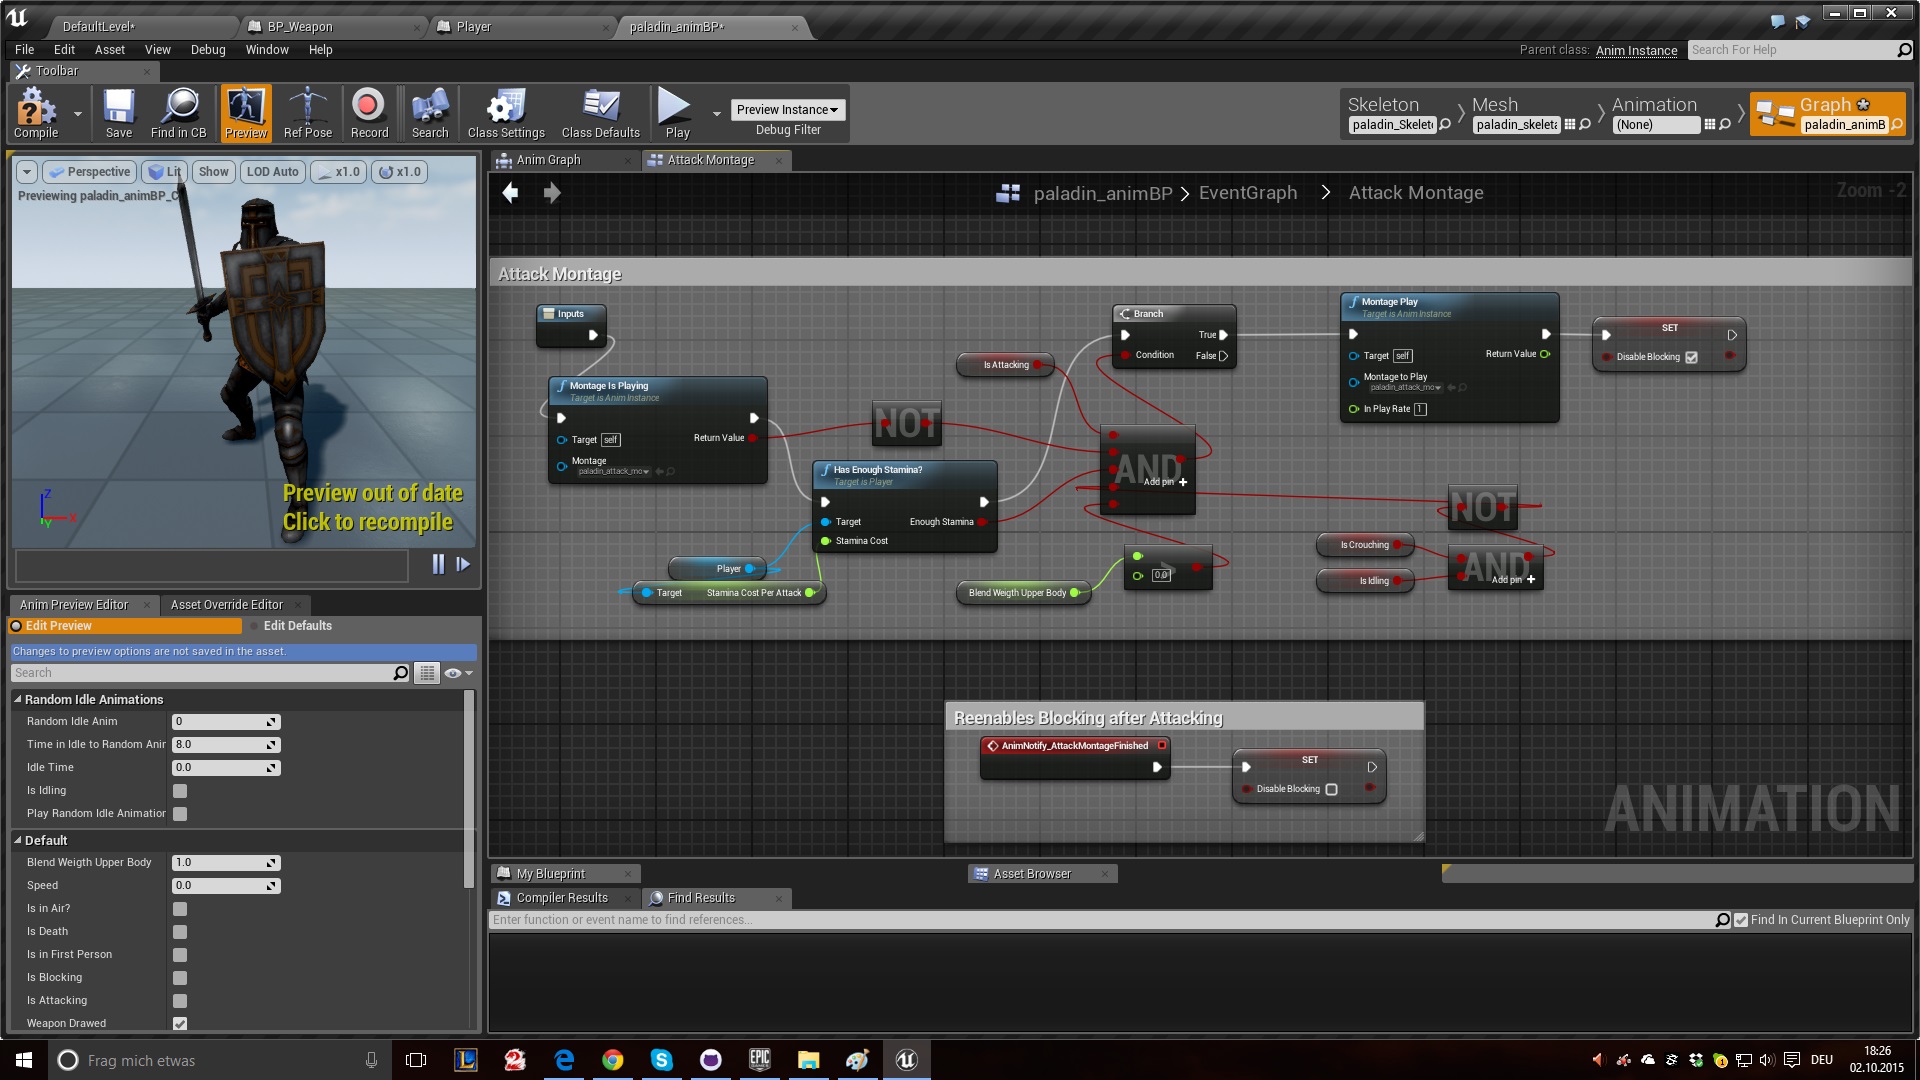 DefaultLevel*
BP_Weapon
Player
paladin_animBP*
File Edit Asset View Debug Window Help
Parent class: Anim Instance
Search For Help
Toolbar
Compile
Save
Find in CB
Preview
Ref Pose
Record
Search
Class Settings
Class Defaults
Play
Preview Instance
Debug Filter
Skeleton
paladin_Skelet
Mesh
paladin_skeleta
Animation
(None)
Graph
paladin_animB
Perspective
Lit
Show
LOD Auto
x1.0
x1.0
Previewing paladin_animBP_C
Preview out of date
Click to recompile
Z
X
Y
Anim Graph
Attack Montage
paladin_animBP > EventGraph > Attack Montage
Zoom -2
Attack Montage
Inputs
Montage Is Playing
Target is Anim Instance
Target self
Return Value
Montage
paladin_attack_mo
NOT
Has Enough Stamina?
Target is Player
Target
Enough Stamina
Stamina Cost
Player
Target
Stamina Cost Per Attack
Is Attacking
Branch
True
Condition
False
AND
Add pin +
Blend Weigth Upper Body
>
0.0
Montage Play
Target is Anim Instance
Target self
Return Value
Montage to Play
paladin_attack_mo
In Play Rate 1
SET
Disable Blocking
NOT
Is Crouching
Is Idling
AND
Add pin +
Reenables Blocking after Attacking
AnimNotify_AttackMontageFinished
SET
Disable Blocking
ANIMATION
Anim Preview Editor
Asset Override Editor
Edit Preview
Edit Defaults
Changes to preview options are not saved in the asset.
Search
Random Idle Animations
Random Idle Anim 0
Time in Idle to Random Anir 8.0
Idle Time 0.0
Is Idling
Play Random Idle Animation
Default
Blend Weigth Upper Body 1.0
Speed 0.0
Is in Air?
Is Death
Is in First Person
Is Blocking
Is Attacking
Weapon Drawed
My Blueprint
Asset Browser
Compiler Results
Find Results
Enter function or event name to find references...
Find In Current Blueprint Only
Frag mich etwas
EPIC
GAMES
DEU
18:26
02.10.2015